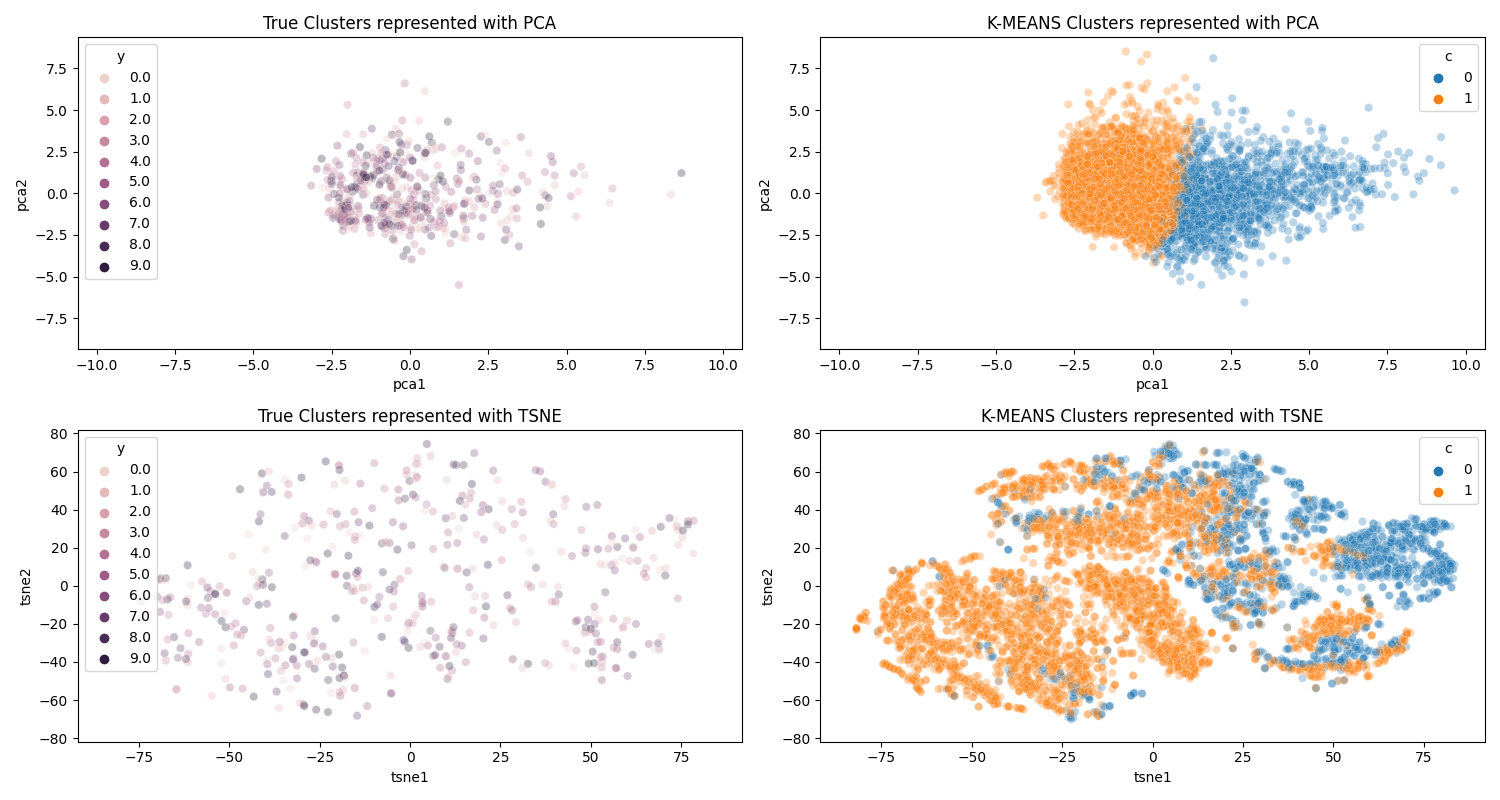 True Clusters represented with PCA
y
0.0
1.0
2.0
3.0
4.0
5.0
6.0
7.0
8.0
9.0
7.5
5.0
2.5
0.0
−2.5
−5.0
−7.5
pca2
−10.0 −7.5 −5.0 −2.5 0.0 2.5 5.0 7.5 10.0
pca1
K-MEANS Clusters represented with PCA
c
0
1
7.5
5.0
2.5
0.0
−2.5
−5.0
−7.5
pca2
−10.0 −7.5 −5.0 −2.5 0.0 2.5 5.0 7.5 10.0
pca1
True Clusters represented with TSNE
y
0.0
1.0
2.0
3.0
4.0
5.0
6.0
7.0
8.0
9.0
80
60
40
20
0
−20
−40
−60
−80
tsne2
−75 −50 −25 0 25 50 75
tsne1
K-MEANS Clusters represented with TSNE
c
0
1
80
60
40
20
0
−20
−40
−60
−80
tsne2
−75 −50 −25 0 25 50 75
tsne1